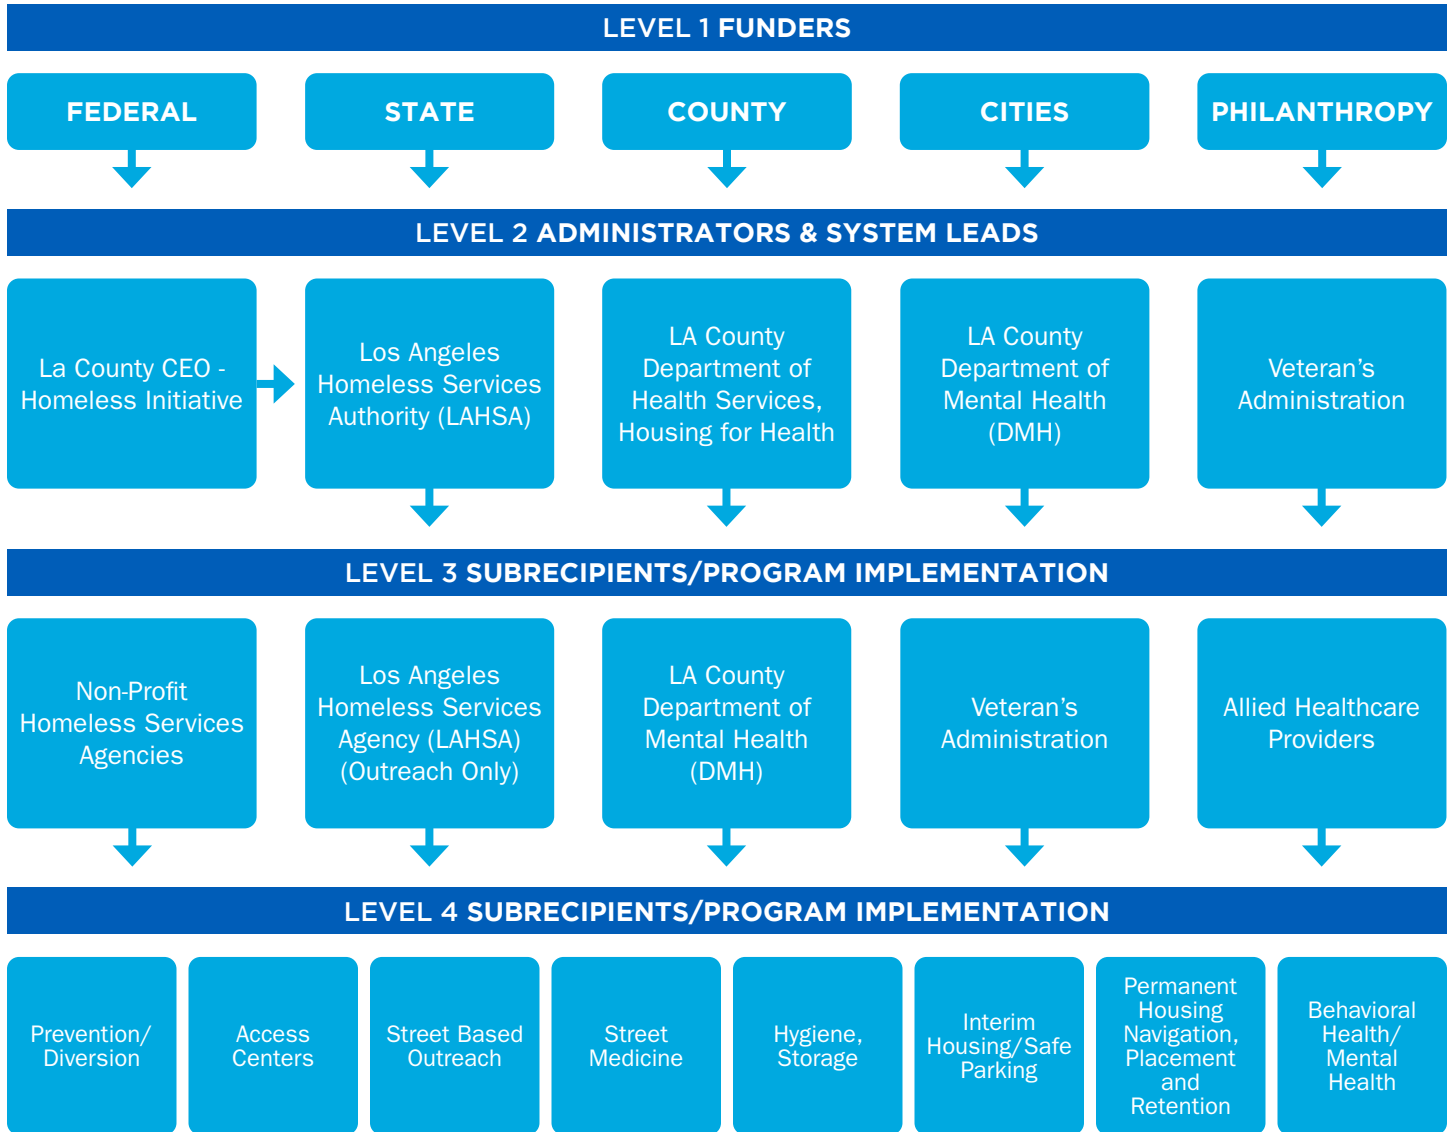 LEVEL 1 FUNDERS
FEDERAL
STATE
COUNTY
CITIES
PHILANTHROPY
LEVEL 2 ADMINISTRATORS & SYSTEM LEADS
La County CEO -
Homeless Initiative
Los Angeles
Homeless Services
Authority (LAHSA)
LA County
Department of
Health Services,
Housing for Health
LA County
Department of
Mental Health
(DMH)
Veteran’s
Administration
LEVEL 3 SUBRECIPIENTS/PROGRAM IMPLEMENTATION
Non-Profit
Homeless Services
Agencies
Los Angeles
Homeless Services
Agency (LAHSA)
(Outreach Only)
LA County
Department of
Mental Health
(DMH)
Veteran’s
Administration
Allied Healthcare
Providers
LEVEL 4 SUBRECIPIENTS/PROGRAM IMPLEMENTATION
Prevention/
Diversion
Access
Centers
Street Based
Outreach
Street
Medicine
Hygiene,
Storage
Interim
Housing/Safe
Parking
Permanent
Housing
Navigation,
Placement
and
Retention
Behavioral
Health/
Mental
Health